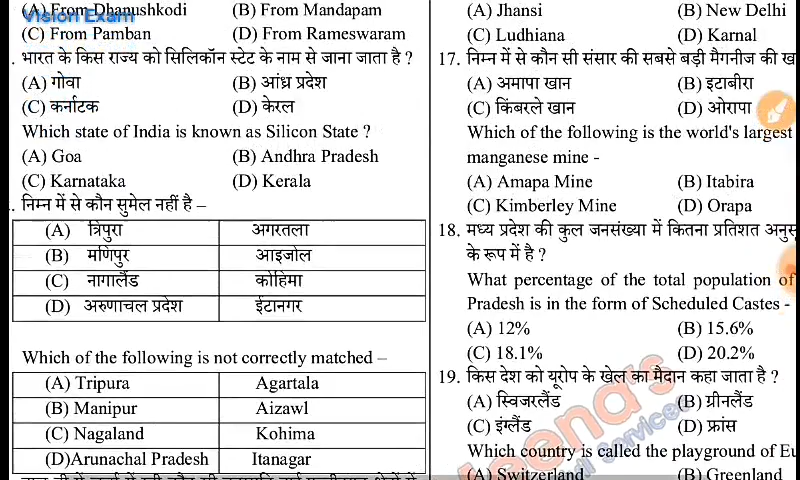 Vision Exam
(A) From Dhanushkodi (B) From Mandapam
(C) From Pamban (D) From Rameswaram
. भारत के किस राज्य को सिलिकॉन स्टेट के नाम से जाना जाता है ?
(A) गोवा (B) आंध्र प्रदेश
(C) कर्नाटक (D) केरल
Which state of India is known as Silicon State ?
(A) Goa (B) Andhra Pradesh
(C) Karnataka (D) Kerala
. निम्न में से कौन सुमेल नहीं है –
(A) त्रिपुरा अगरतला
(B) मणिपुर आइजोल
(C) नागालैंड कोहिमा
(D) अरुणाचल प्रदेश ईटानगर
Which of the following is not correctly matched –
(A) Tripura Agartala
(B) Manipur Aizawl
(C) Nagaland Kohima
(D)Arunachal Pradesh Itanagar
(A) Jhansi (B) New Delhi
(C) Ludhiana (D) Karnal
17. निम्न में से कौन सी संसार की सबसे बड़ी मैगनीज की
(A) अमापा खान (B) इटाबीरा
(C) किंबरले खान (D) ओरापा
Which of the following is the world's largest
manganese mine -
(A) Amapa Mine (B) Itabira
(C) Kimberley Mine (D) Orapa
18. मध्य प्रदेश की कुल जनसंख्या में कितना प्रतिशत
के रूप में है ?
What percentage of the total population of
Pradesh is in the form of Scheduled Castes -
(A) 12% (B) 15.6%
(C) 18.1% (D) 20.2%
19. किस देश को यूरोप के खेल का मैदान कहा जाता है ?
(A) स्विजरलैंड (B) ग्रीनलैंड
(C) इंग्लैंड (D) फ्रांस
Which country is called the playground of
(A) Switzerland (B) Greenland